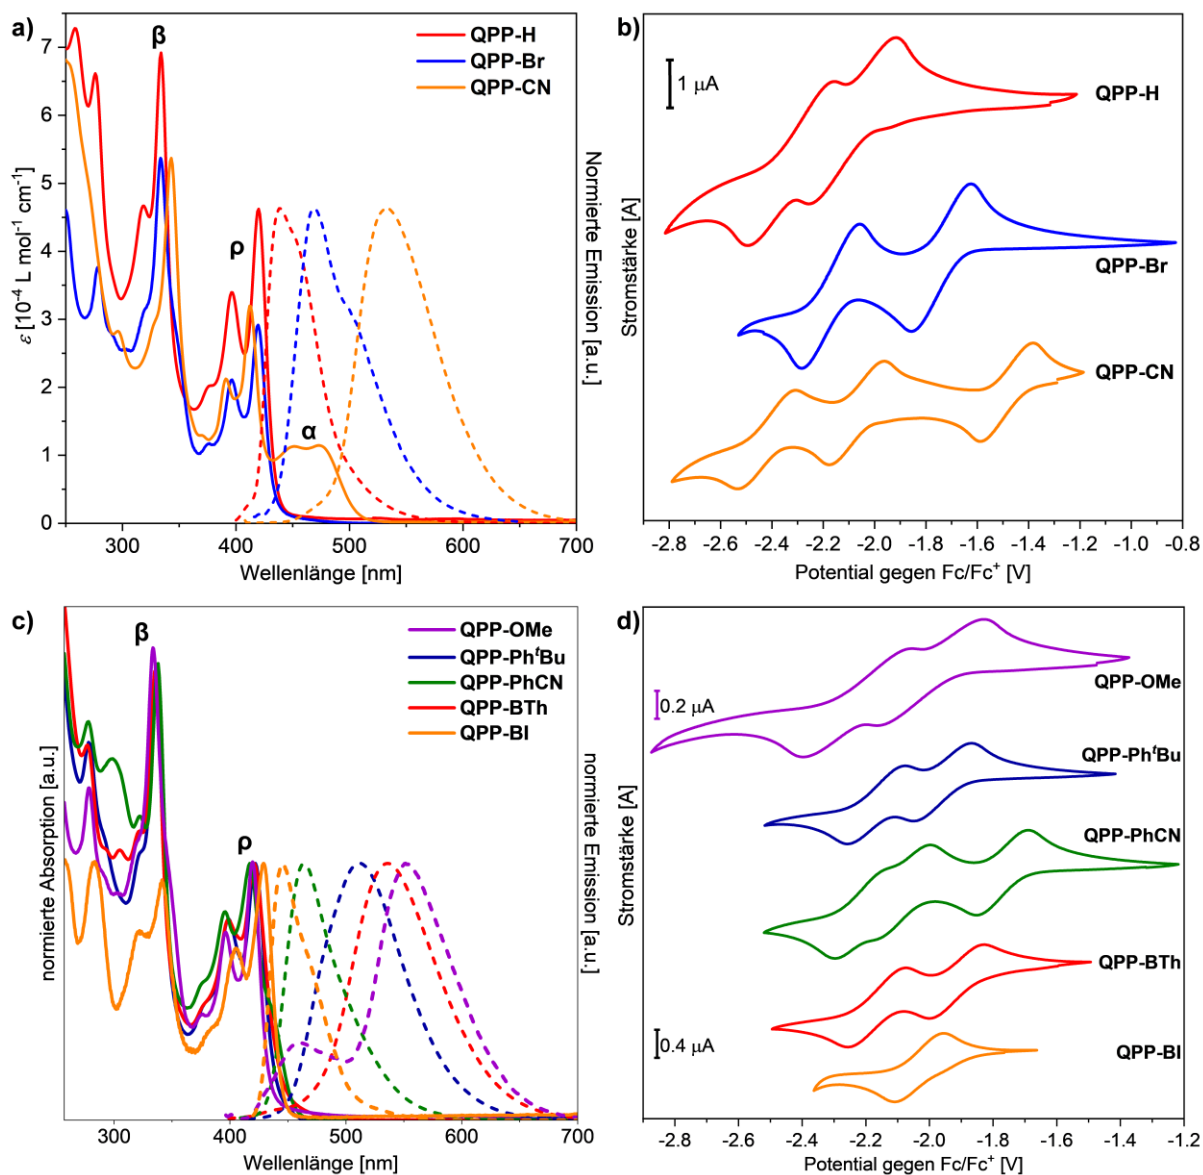 a)
β
QPP-H
QPP-Br
QPP-CN
ρ
α
7
6
5
4
3
2
1
0
ε [10⁻⁴ L mol⁻¹ cm⁻¹]
Normierte Emission [a.u.]
300 400 500 600 700
Wellenlänge [nm]
b)
1 µA
QPP-H
QPP-Br
QPP-CN
Stromstärke [A]
-2.8 -2.6 -2.4 -2.2 -2.0 -1.8 -1.6 -1.4 -1.2 -1.0 -0.8
Potential gegen Fc/Fc⁺ [V]
c)
β
QPP-OMe
QPP-PhᵗBu
QPP-PhCN
QPP-BTh
QPP-BI
ρ
normierte Absorption [a.u.]
normierte Emission [a.u.]
300 400 500 600 700
Wellenlänge [nm]
d)
QPP-OMe
0.2 µA
QPP-PhᵗBu
QPP-PhCN
QPP-BTh
0.4 µA
QPP-BI
Stromstärke [A]
-2.8 -2.6 -2.4 -2.2 -2.0 -1.8 -1.6 -1.4 -1.2
Potential gegen Fc/Fc⁺ [V]